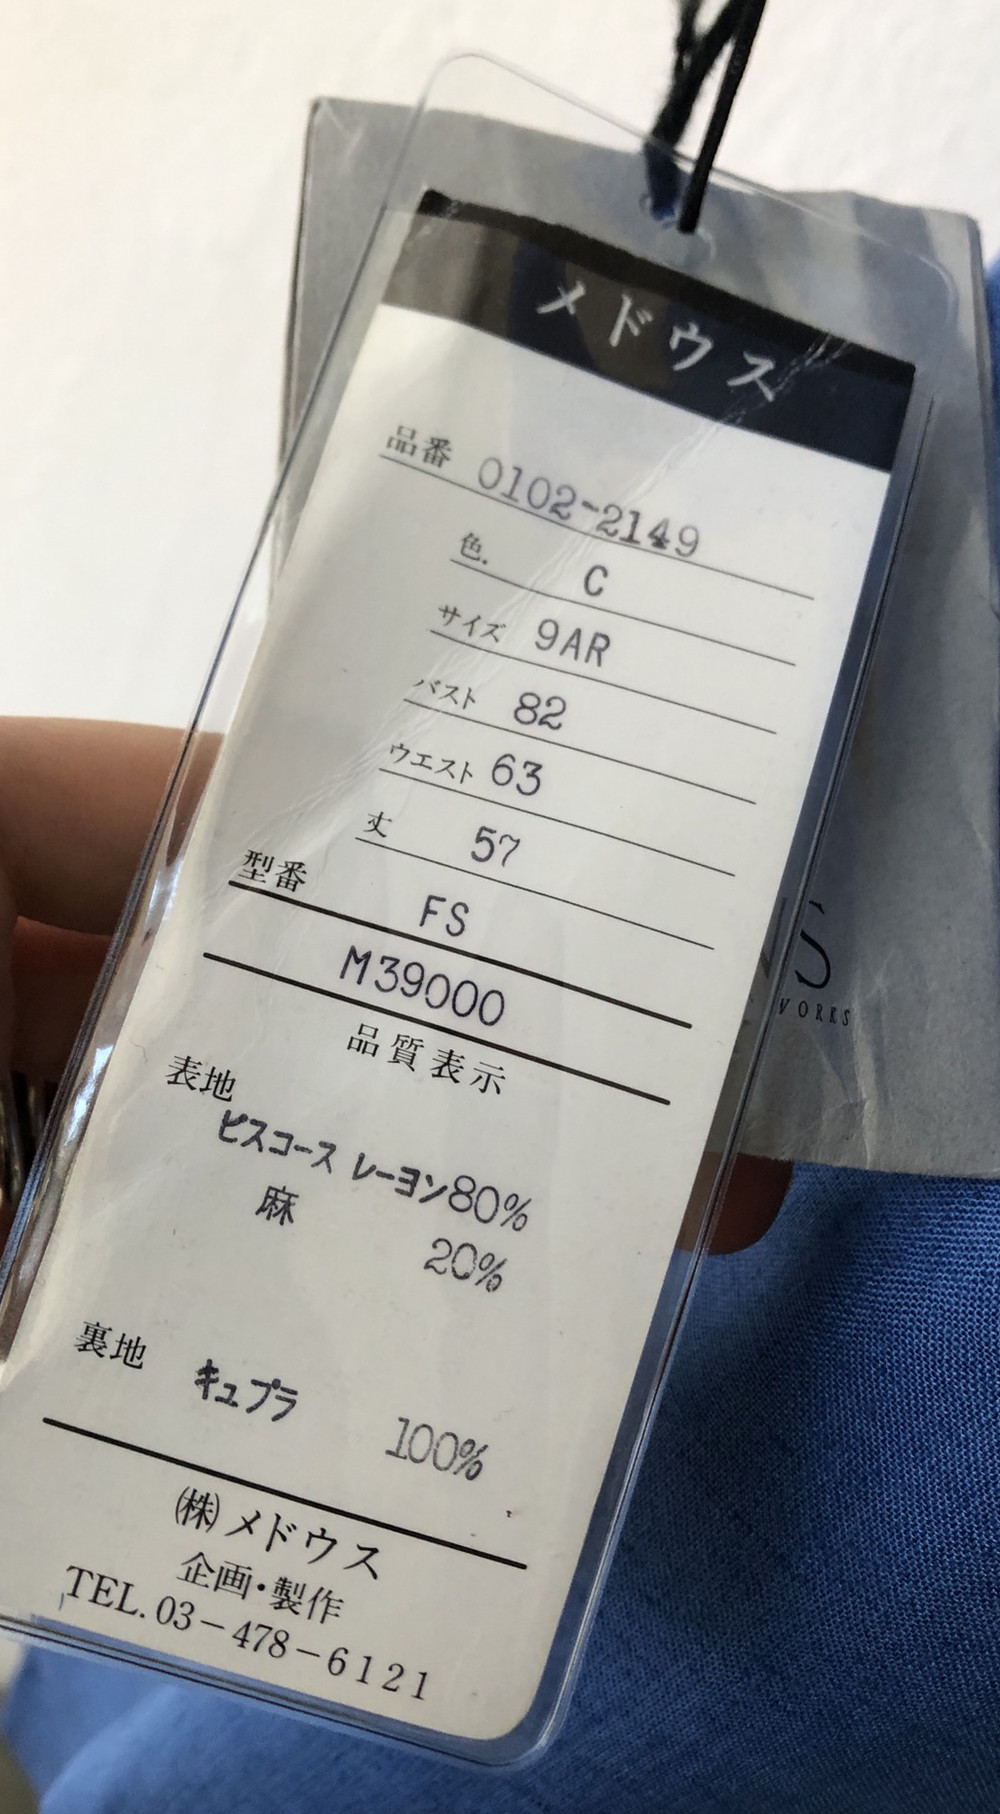 メドウス
品番 0102-2149
色. C
サイズ 9AR
バスト 82
ウエスト 63
丈 57
型番
FS
M39000
品質表示
表地
ビスコース レーヨン80%
麻 20%
裏地 キュプラ 100%
㈱メドウス
企画・製作
TEL. 03-478-6121
S
WORKS